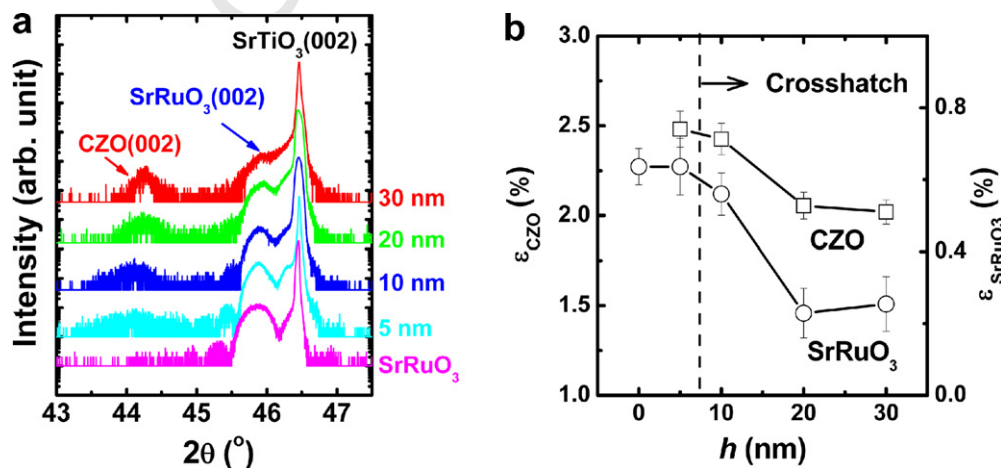 a
SrTiO₃(002)
SrRuO₃(002)
CZO(002)
30 nm
20 nm
10 nm
5 nm
SrRuO₃
Intensity (arb. unit)
43 44 45 46 47
2θ (°)
b
3.0
2.5
2.0
1.5
1.0
ε_CZO (%)
Crosshatch
CZO
SrRuO₃
0.8
0.4
0.0
ε_SrRuO3 (%)
0 10 20 30
h (nm)